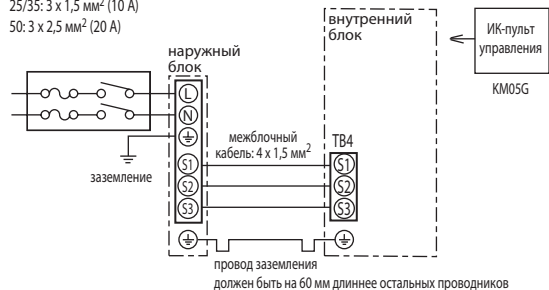 25/35: 3 x 1,5 мм² (10 А)
50: 3 x 2,5 мм² (20 А)
наружный
блок
внутренний
блок
ИК-пульт
управления
KM05G
L
N
заземление
межблочный
кабель: 4 x 1,5 мм²
TB4
S1
S2
S3
S1
S2
S3
провод заземления
должен быть на 60 мм длиннее остальных проводников